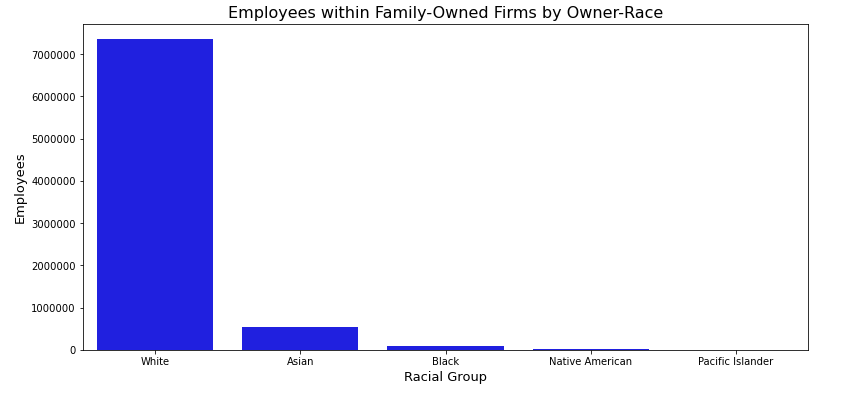 Employees within Family-Owned Firms by Owner-Race
Employees
7000000
6000000
5000000
4000000
3000000
2000000
1000000
0
White
Asian
Black
Native American
Pacific Islander
Racial Group